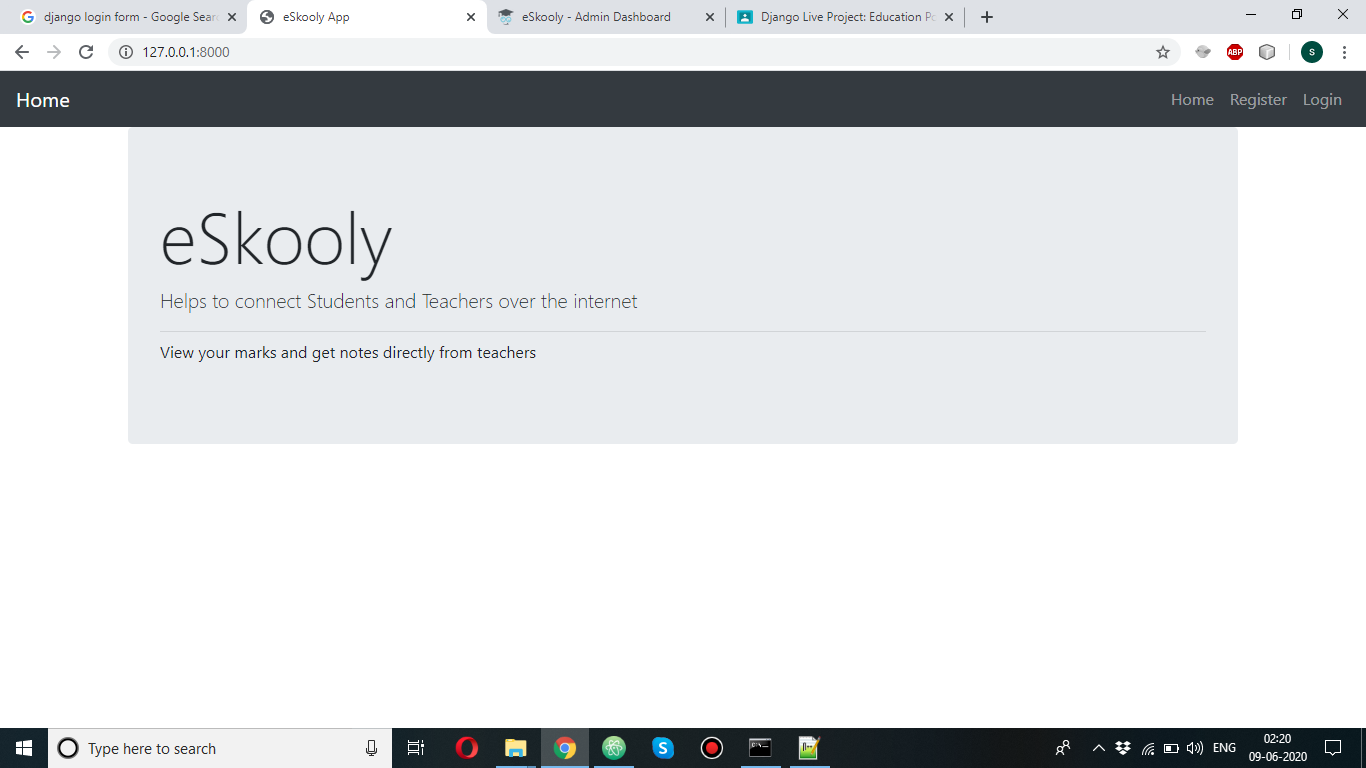 django login form - Google Sear
eSkooly App
eSkooly - Admin Dashboard
Django Live Project: Education Po
127.0.0.1:8000
ABP
S
Home
Home Register Login
eSkooly
Helps to connect Students and Teachers over the internet
View your marks and get notes directly from teachers
Type here to search
ENG
02:20
09-06-2020